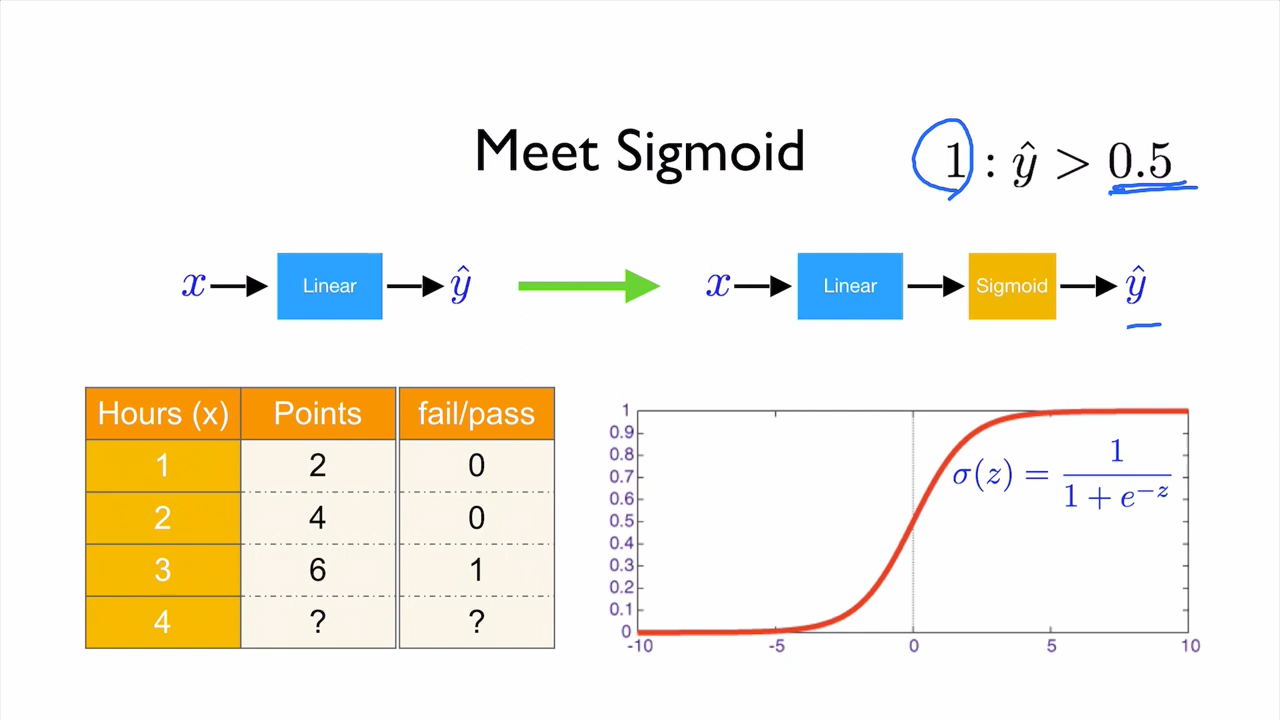 Meet Sigmoid
1 : ŷ > 0.5
x Linear ŷ
x Linear Sigmoid ŷ
Hours (x) Points fail/pass
1 2 0
2 4 0
3 6 1
4 ? ?
1
0.9
0.8
0.7
0.6
0.5
0.4
0.3
0.2
0.1
0
-10 -5 0 5 10
σ(z) = 1 / 1 + e^{-z}